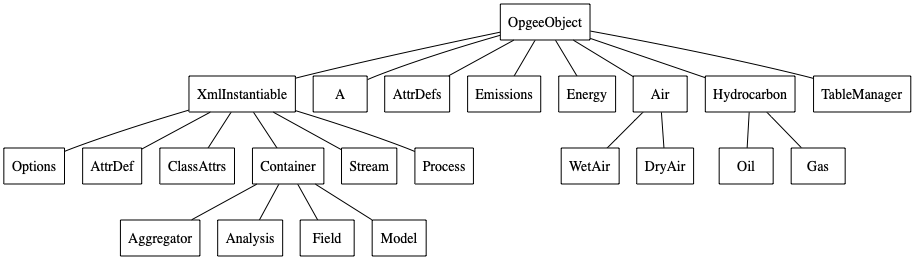 OpgeeObject
XmlInstantiable
A
AttrDefs
Emissions
Energy
Air
Hydrocarbon
TableManager
Options
AttrDef
ClassAttrs
Container
Stream
Process
WetAir
DryAir
Oil
Gas
Aggregator
Analysis
Field
Model